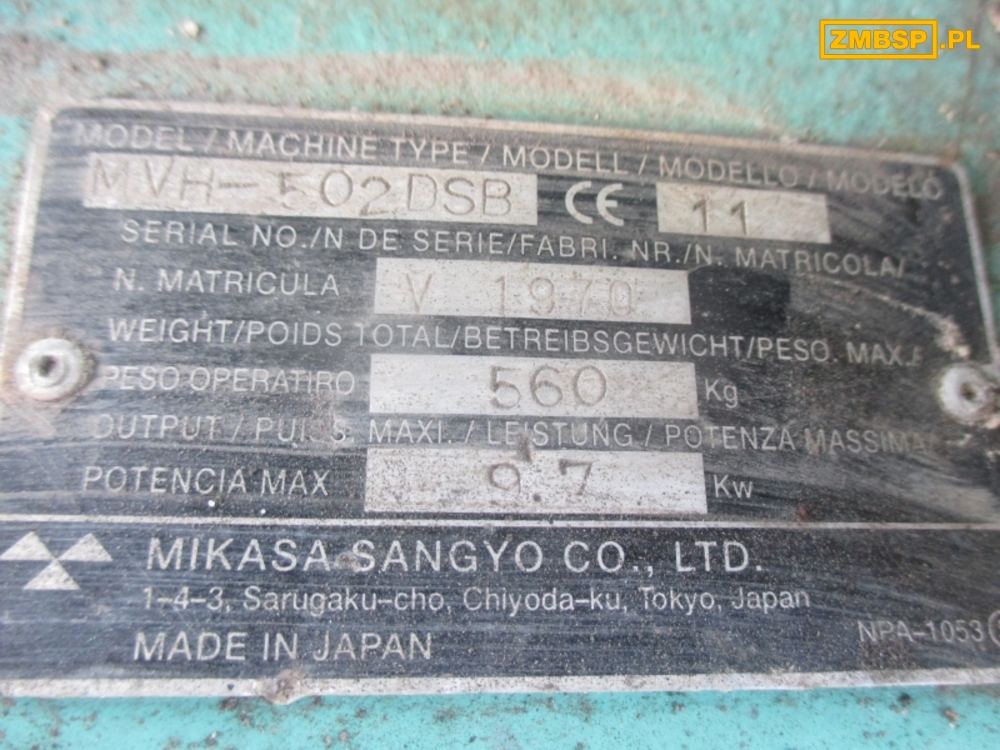 ZMBSP.PL
MODEL / MACHINE TYPE / MODELL / MODELLO / MODELO
MVH-502DSB CE 11
SERIAL NO./N DE SERIE/FABRI. NR./N. MATRICOLA/
N. MATRICULA V 1970
WEIGHT/POIDS TOTAL/BETREIBSGEWICHT/PESO. MAX./
PESO OPERATIRO 560 Kg
OUTPUT / PUISS. MAXI. / LEISTUNG / POTENZA MASSIMA/
POTENCIA MAX 9.7 Kw
MIKASA SANGYO CO., LTD.
1-4-3, Sarugaku-cho, Chiyoda-ku, Tokyo, Japan
MADE IN JAPAN
NPA-1053